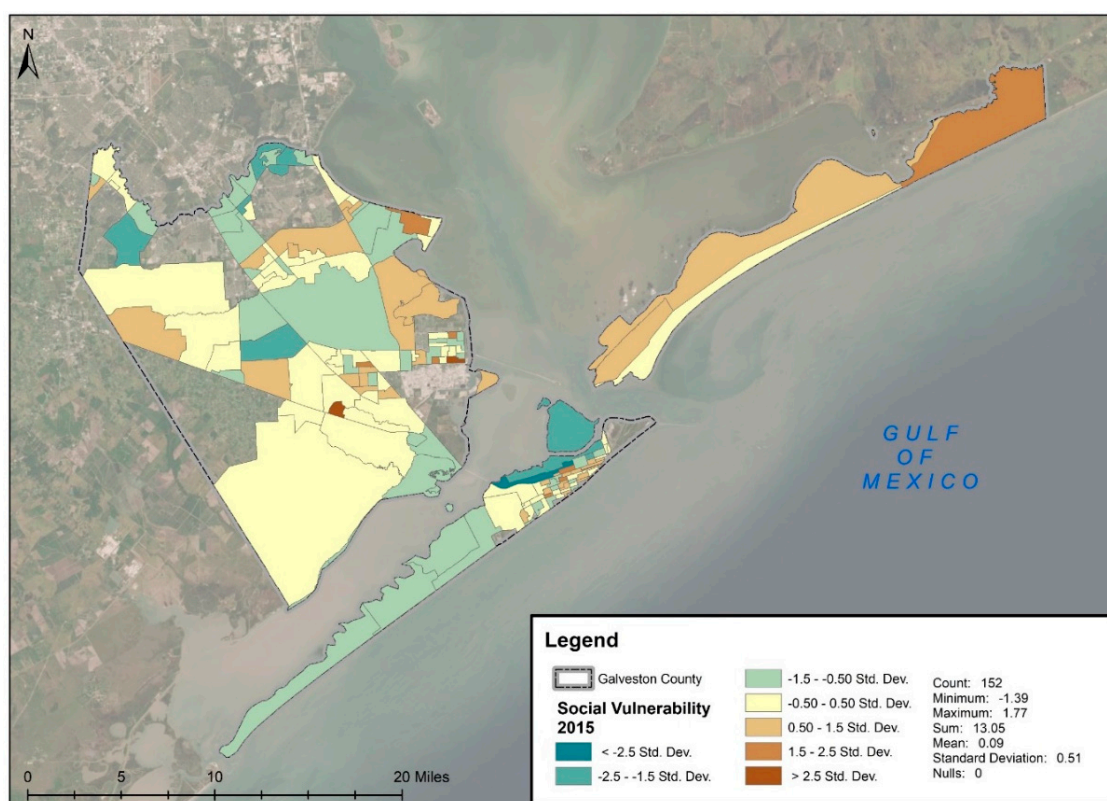 N
GULF
OF
MEXICO
0 5 10 20 Miles
Legend
Galveston County
Social Vulnerability
2015
< -2.5 Std. Dev.
-2.5 - -1.5 Std. Dev.
-1.5 - -0.50 Std. Dev.
-0.50 - 0.50 Std. Dev.
0.50 - 1.5 Std. Dev.
1.5 - 2.5 Std. Dev.
> 2.5 Std. Dev.
Count: 152
Minimum: -1.39
Maximum: 1.77
Sum: 13.05
Mean: 0.09
Standard Deviation: 0.51
Nulls: 0